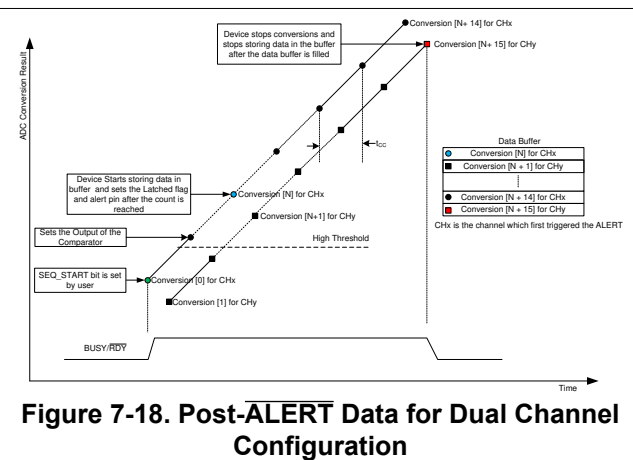 Device stops conversions and
stops storing data in the buffer
after the data buffer is filled
Conversion [N+ 14] for CHx
Conversion [N+ 15] for CHy
ADC Conversion Result
tCC
Data Buffer
Conversion [N] for CHx
Conversion [N + 1] for CHy
Conversion [N + 14] for CHx
Conversion [N + 15] for CHy
CHx is the channel which first triggered the ALERT
Device Starts storing data in
buffer and sets the Latched flag
and alert pin after the count is
reached
Conversion [N] for CHx
Conversion [N+1] for CHy
Sets the Output of the
Comparator
High Threshold
SEQ_START bit is set
by user
Conversion [0] for CHx
Conversion [1] for CHy
BUSY/RDY
Time
Figure 7-18. Post-ALERT Data for Dual Channel
Configuration